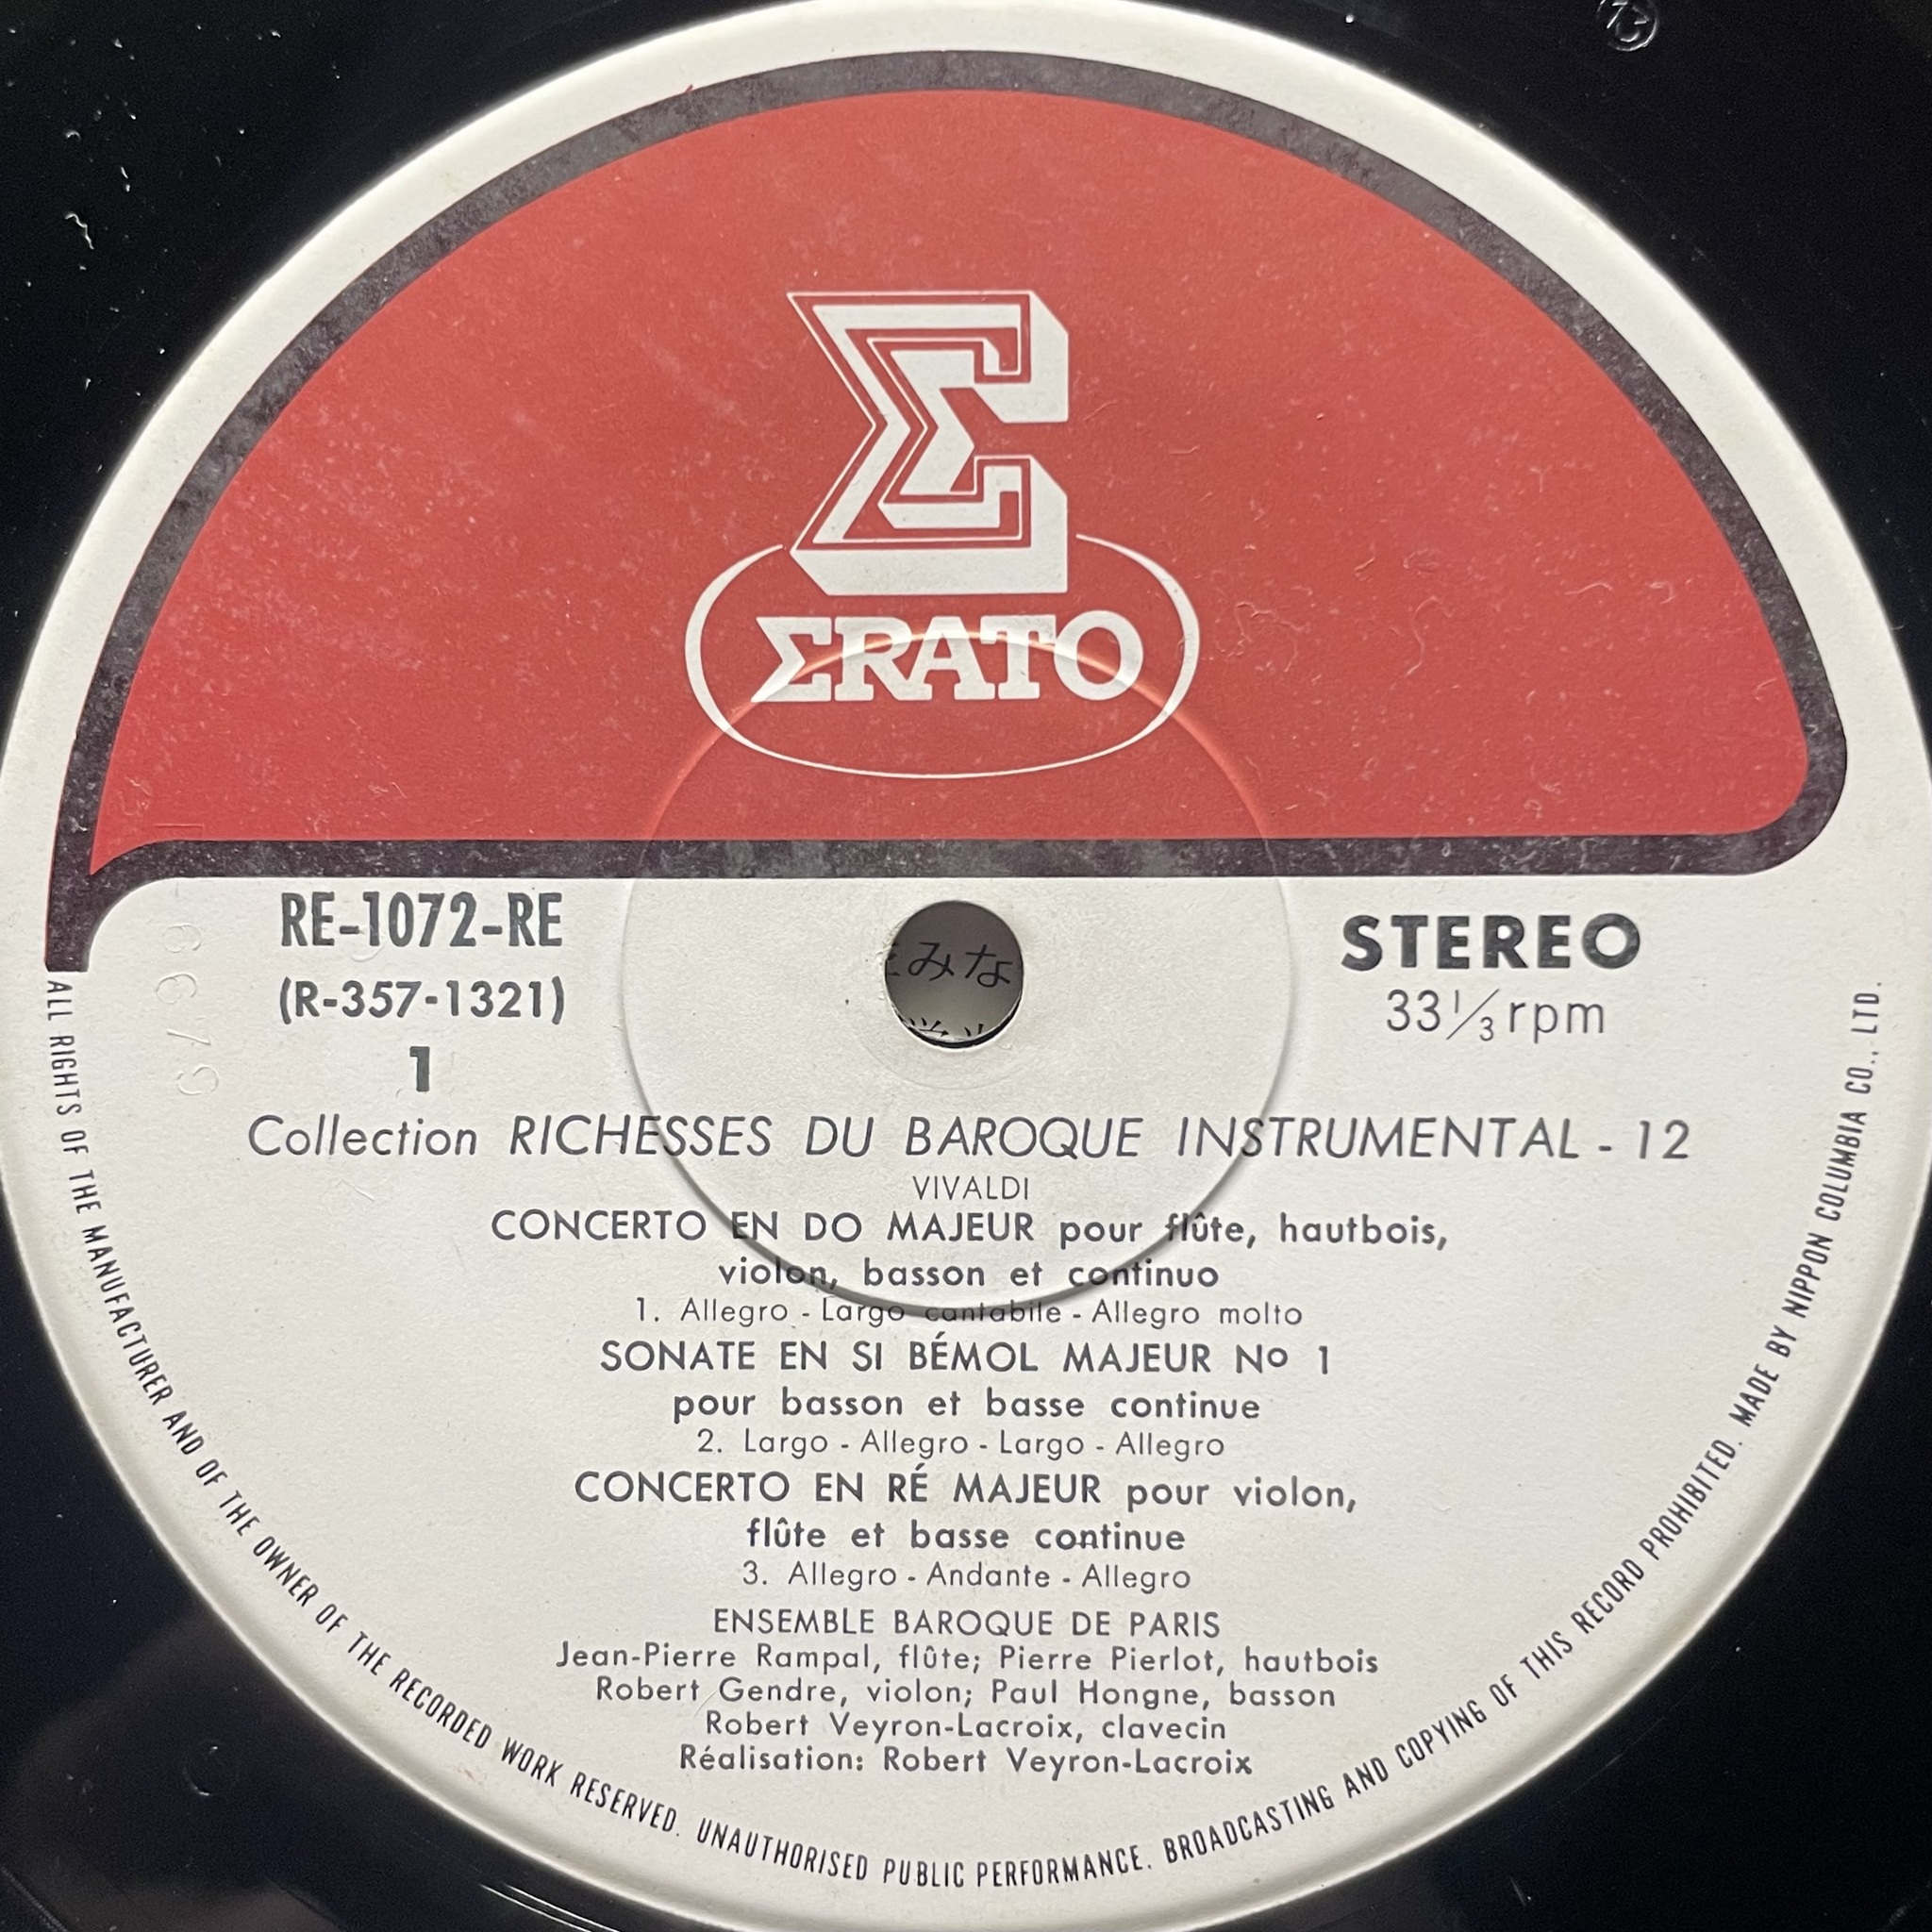 13
Σ
ΣRATO
RE-1072-RE
(R-357-1321)
1
STEREO
33 1/3 rpm
みな
Collection RICHESSES DU BAROQUE INSTRUMENTAL - 12
VIVALDI
CONCERTO EN DO MAJEUR pour flûte, hautbois,
violon, basson et continuo
1. Allegro - Largo cantabile - Allegro molto
SONATE EN SI BÉMOL MAJEUR No 1
pour basson et basse continue
2. Largo - Allegro - Largo - Allegro
CONCERTO EN RÉ MAJEUR pour violon,
flûte et basse continue
3. Allegro - Andante - Allegro
ENSEMBLE BAROQUE DE PARIS
Jean-Pierre Rampal, flûte; Pierre Pierlot, hautbois
Robert Gendre, violon; Paul Hongne, basson
Robert Veyron-Lacroix, clavecin
Réalisation: Robert Veyron-Lacroix
ALL RIGHTS OF THE MANUFACTURER AND OF THE OWNER OF THE RECORDED WORK RESERVED. UNAUTHORISED PUBLIC PERFORMANCE. BROADCASTING AND COPYING OF THIS RECORD PROHIBITED. MADE BY NIPPON COLUMBIA CO., LTD.